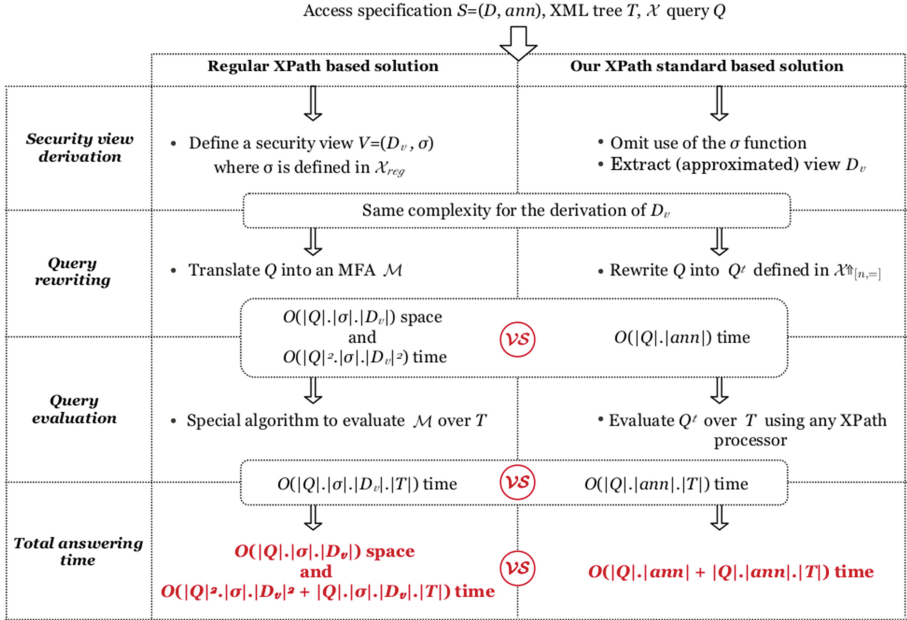 Access specification S=(D, ann), XML tree T, 𝒳 query Q
Regular XPath based solution
Our XPath standard based solution
Security view
derivation
• Define a security view V=(Dᵥ, σ)
where σ is defined in 𝒳reg
• Omit use of the σ function
• Extract (approximated) view Dᵥ
Same complexity for the derivation of Dᵥ
Query
rewriting
• Translate Q into an MFA ℳ
• Rewrite Q into Qᵗ defined in 𝒳⇑[n,=]
O(|Q|.|σ|.|Dᵥ|) space
and
O(|Q|².|σ|.|Dᵥ|²) time
VS
O(|Q|.|ann|) time
Query
evaluation
• Special algorithm to evaluate ℳ over T
• Evaluate Qᵗ over T using any XPath
processor
O(|Q|.|σ|.|Dᵥ|.|T|) time
VS
O(|Q|.|ann|.|T|) time
Total answering
time
O(|Q|.|σ|.|Dᵥ|) space
and
O(|Q|².|σ|.|Dᵥ|² + |Q|.|σ|.|Dᵥ|.|T|) time
VS
O(|Q|.|ann| + |Q|.|ann|.|T|) time